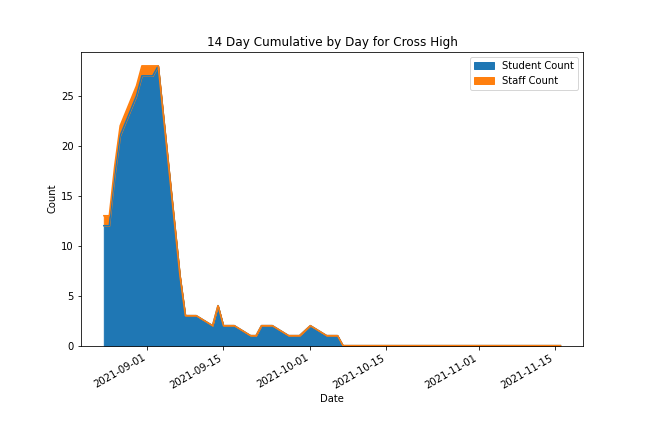 14 Day Cumulative by Day for Cross High
Student Count
Staff Count
25
20
15
10
5
0
Count
2021-09-01
2021-09-15
2021-10-01
2021-10-15
2021-11-01
2021-11-15
Date